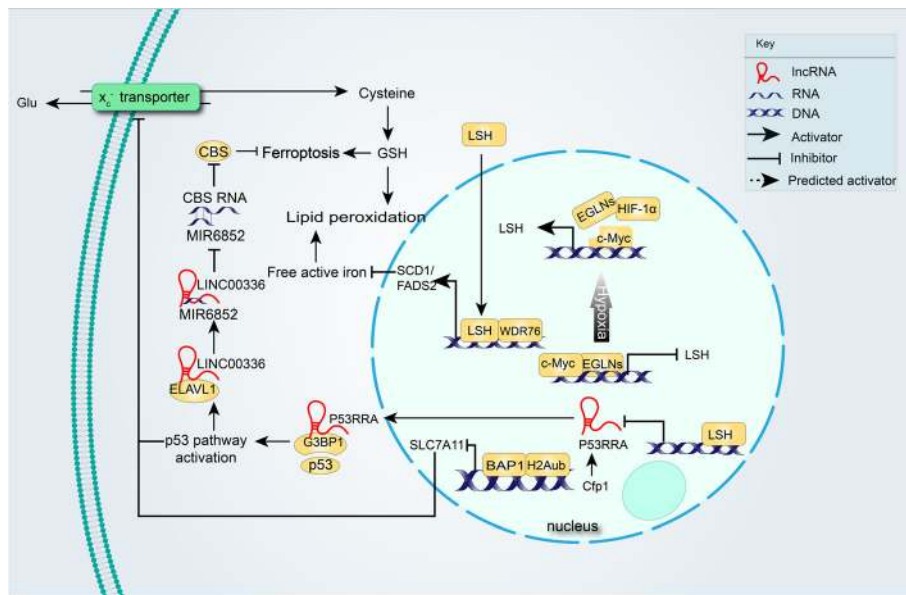 Key
lncRNA
RNA
DNA
Activator
Inhibitor
Predicted activator
Glu
xc- transporter
Cysteine
CBS
Ferroptosis
GSH
CBS RNA
MIR6852
Lipid peroxidation
Free active iron
SCD1/
FADS2
LINC00336
MIR6852
LINC00336
ELAVL1
p53 pathway
activation
P53RRA
G3BP1
p53
LSH
EGLNs
HIF-1α
LSH
c-Myc
Hypoxia
LSH
WDR76
c-Myc
EGLNs
LSH
P53RRA
LSH
SLC7A11
BAP1
H2Aub
Cfp1
nucleus